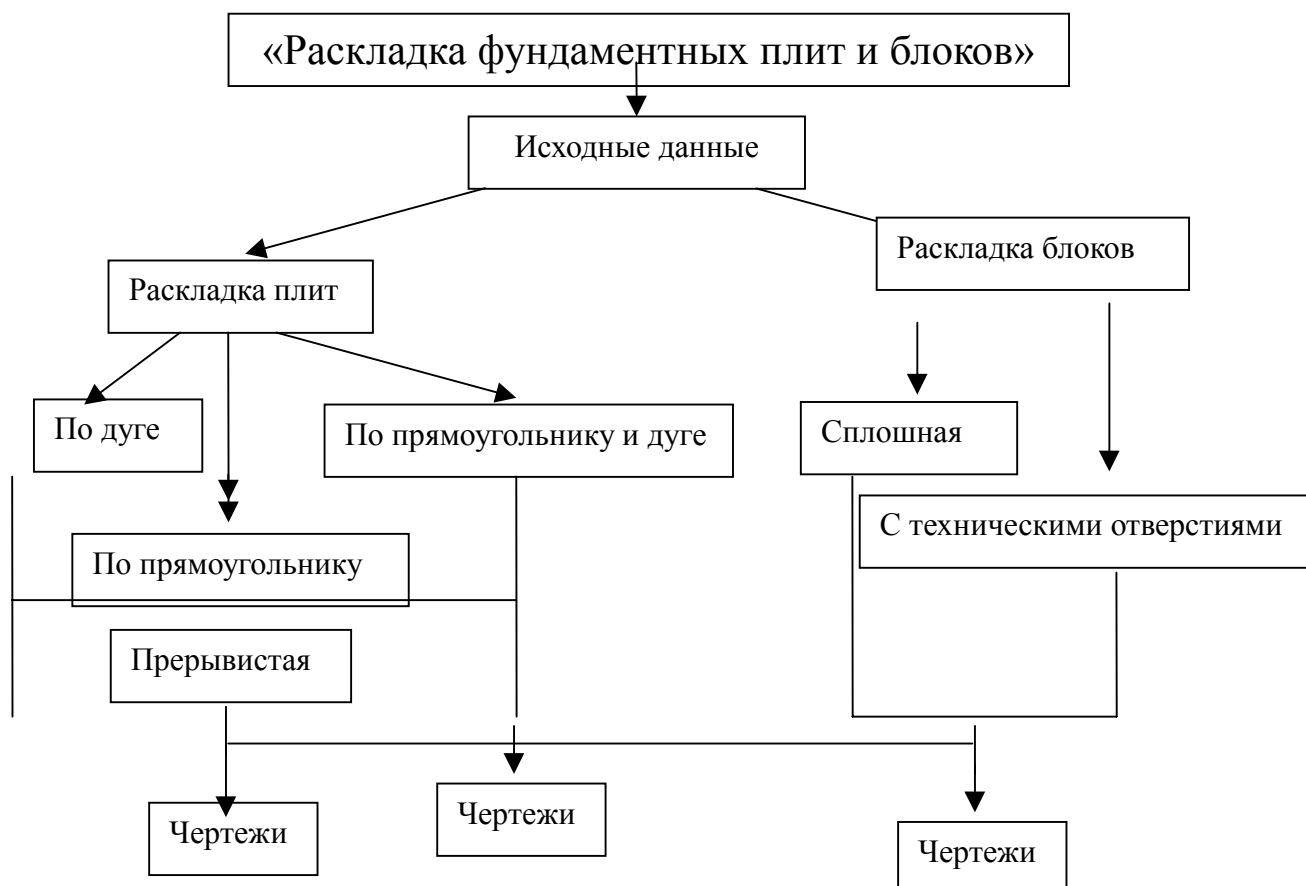 «Раскладка фундаментных плит и блоков»
Исходные данные
Раскладка блоков
Раскладка плит
По дуге
По прямоугольнику и дуге
Сплошная
С техническими отверстиями
По прямоугольнику
Прерывистая
Чертежи
Чертежи
Чертежи